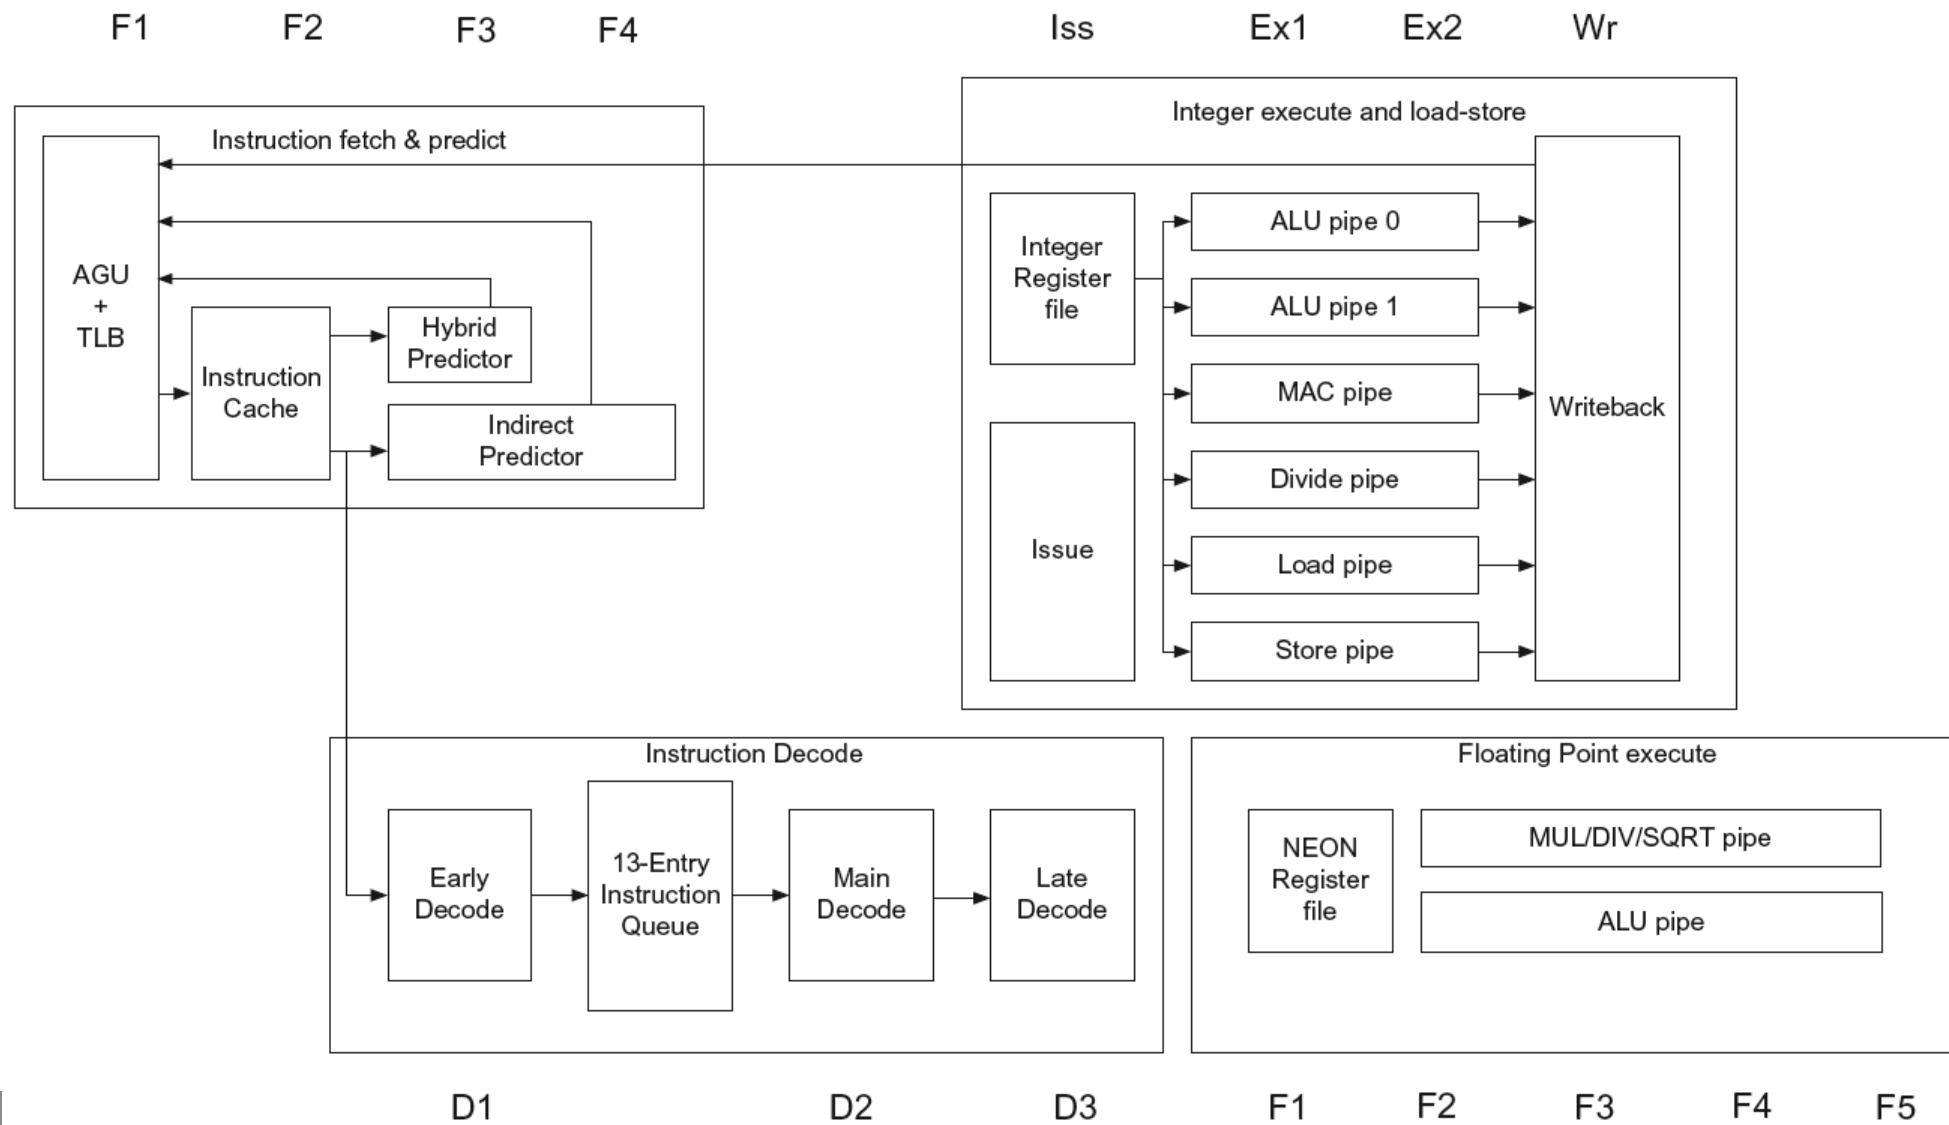 F1 F2 F3 F4 Iss Ex1 Ex2 Wr
Instruction fetch & predict
AGU
+
TLB
Instruction
Cache
Hybrid
Predictor
Indirect
Predictor
Integer execute and load-store
Integer
Register
file
Issue
ALU pipe 0
ALU pipe 1
MAC pipe
Divide pipe
Load pipe
Store pipe
Writeback
Instruction Decode
Early
Decode
13-Entry
Instruction
Queue
Main
Decode
Late
Decode
Floating Point execute
NEON
Register
file
MUL/DIV/SQRT pipe
ALU pipe
D1 D2 D3 F1 F2 F3 F4 F5